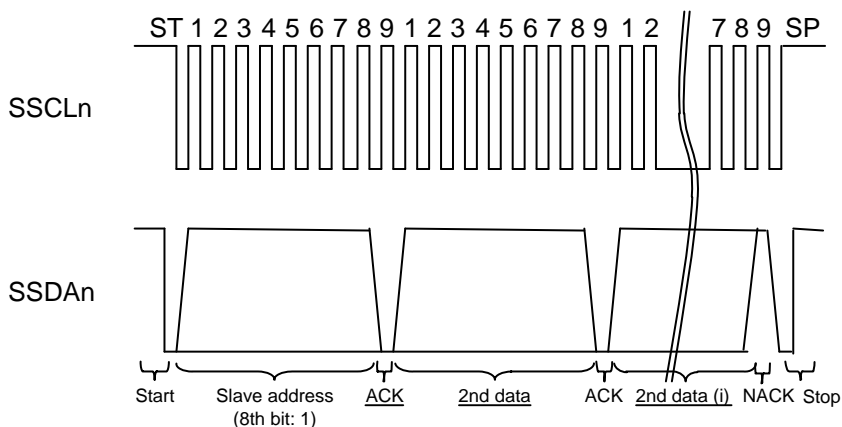 ST 1 2 3 4 5 6 7 8 9 1 2 3 4 5 6 7 8 9 1 2 7 8 9 SP
SSCLn
SSDAn
Start Slave address ACK 2nd data ACK 2nd data (i) NACK Stop
(8th bit: 1)